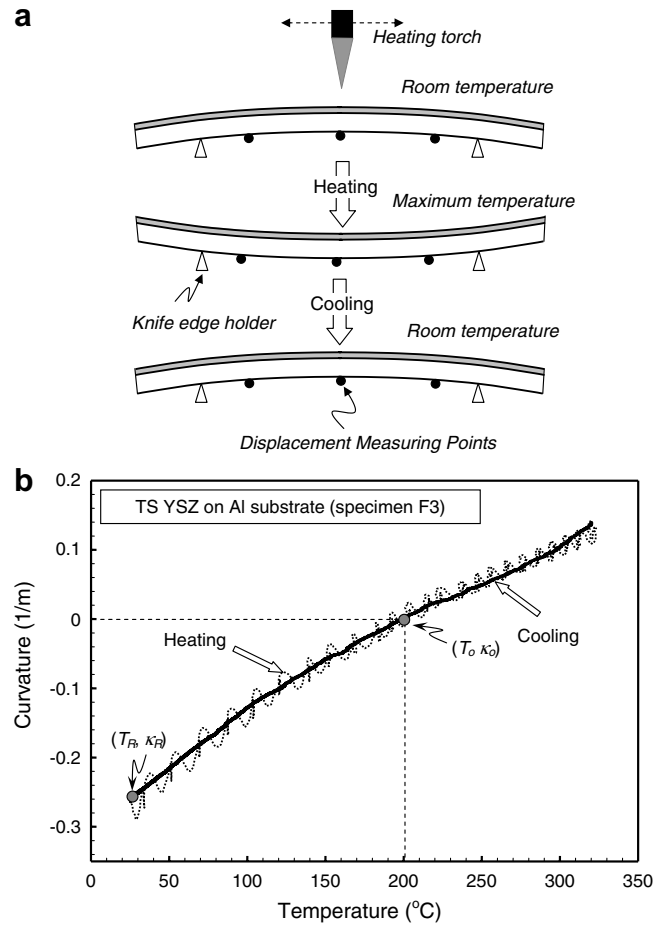 a
Heating torch
Room temperature
Heating
Maximum temperature
Knife edge holder
Cooling
Room temperature
Displacement Measuring Points
b
TS YSZ on Al substrate (specimen F3)
Curvature (1/m)
0.2
0.1
0
-0.1
-0.2
-0.3
Heating
Cooling
(To κo)
(TR, κR)
0
50
100
150
200
250
300
350
Temperature (°C)